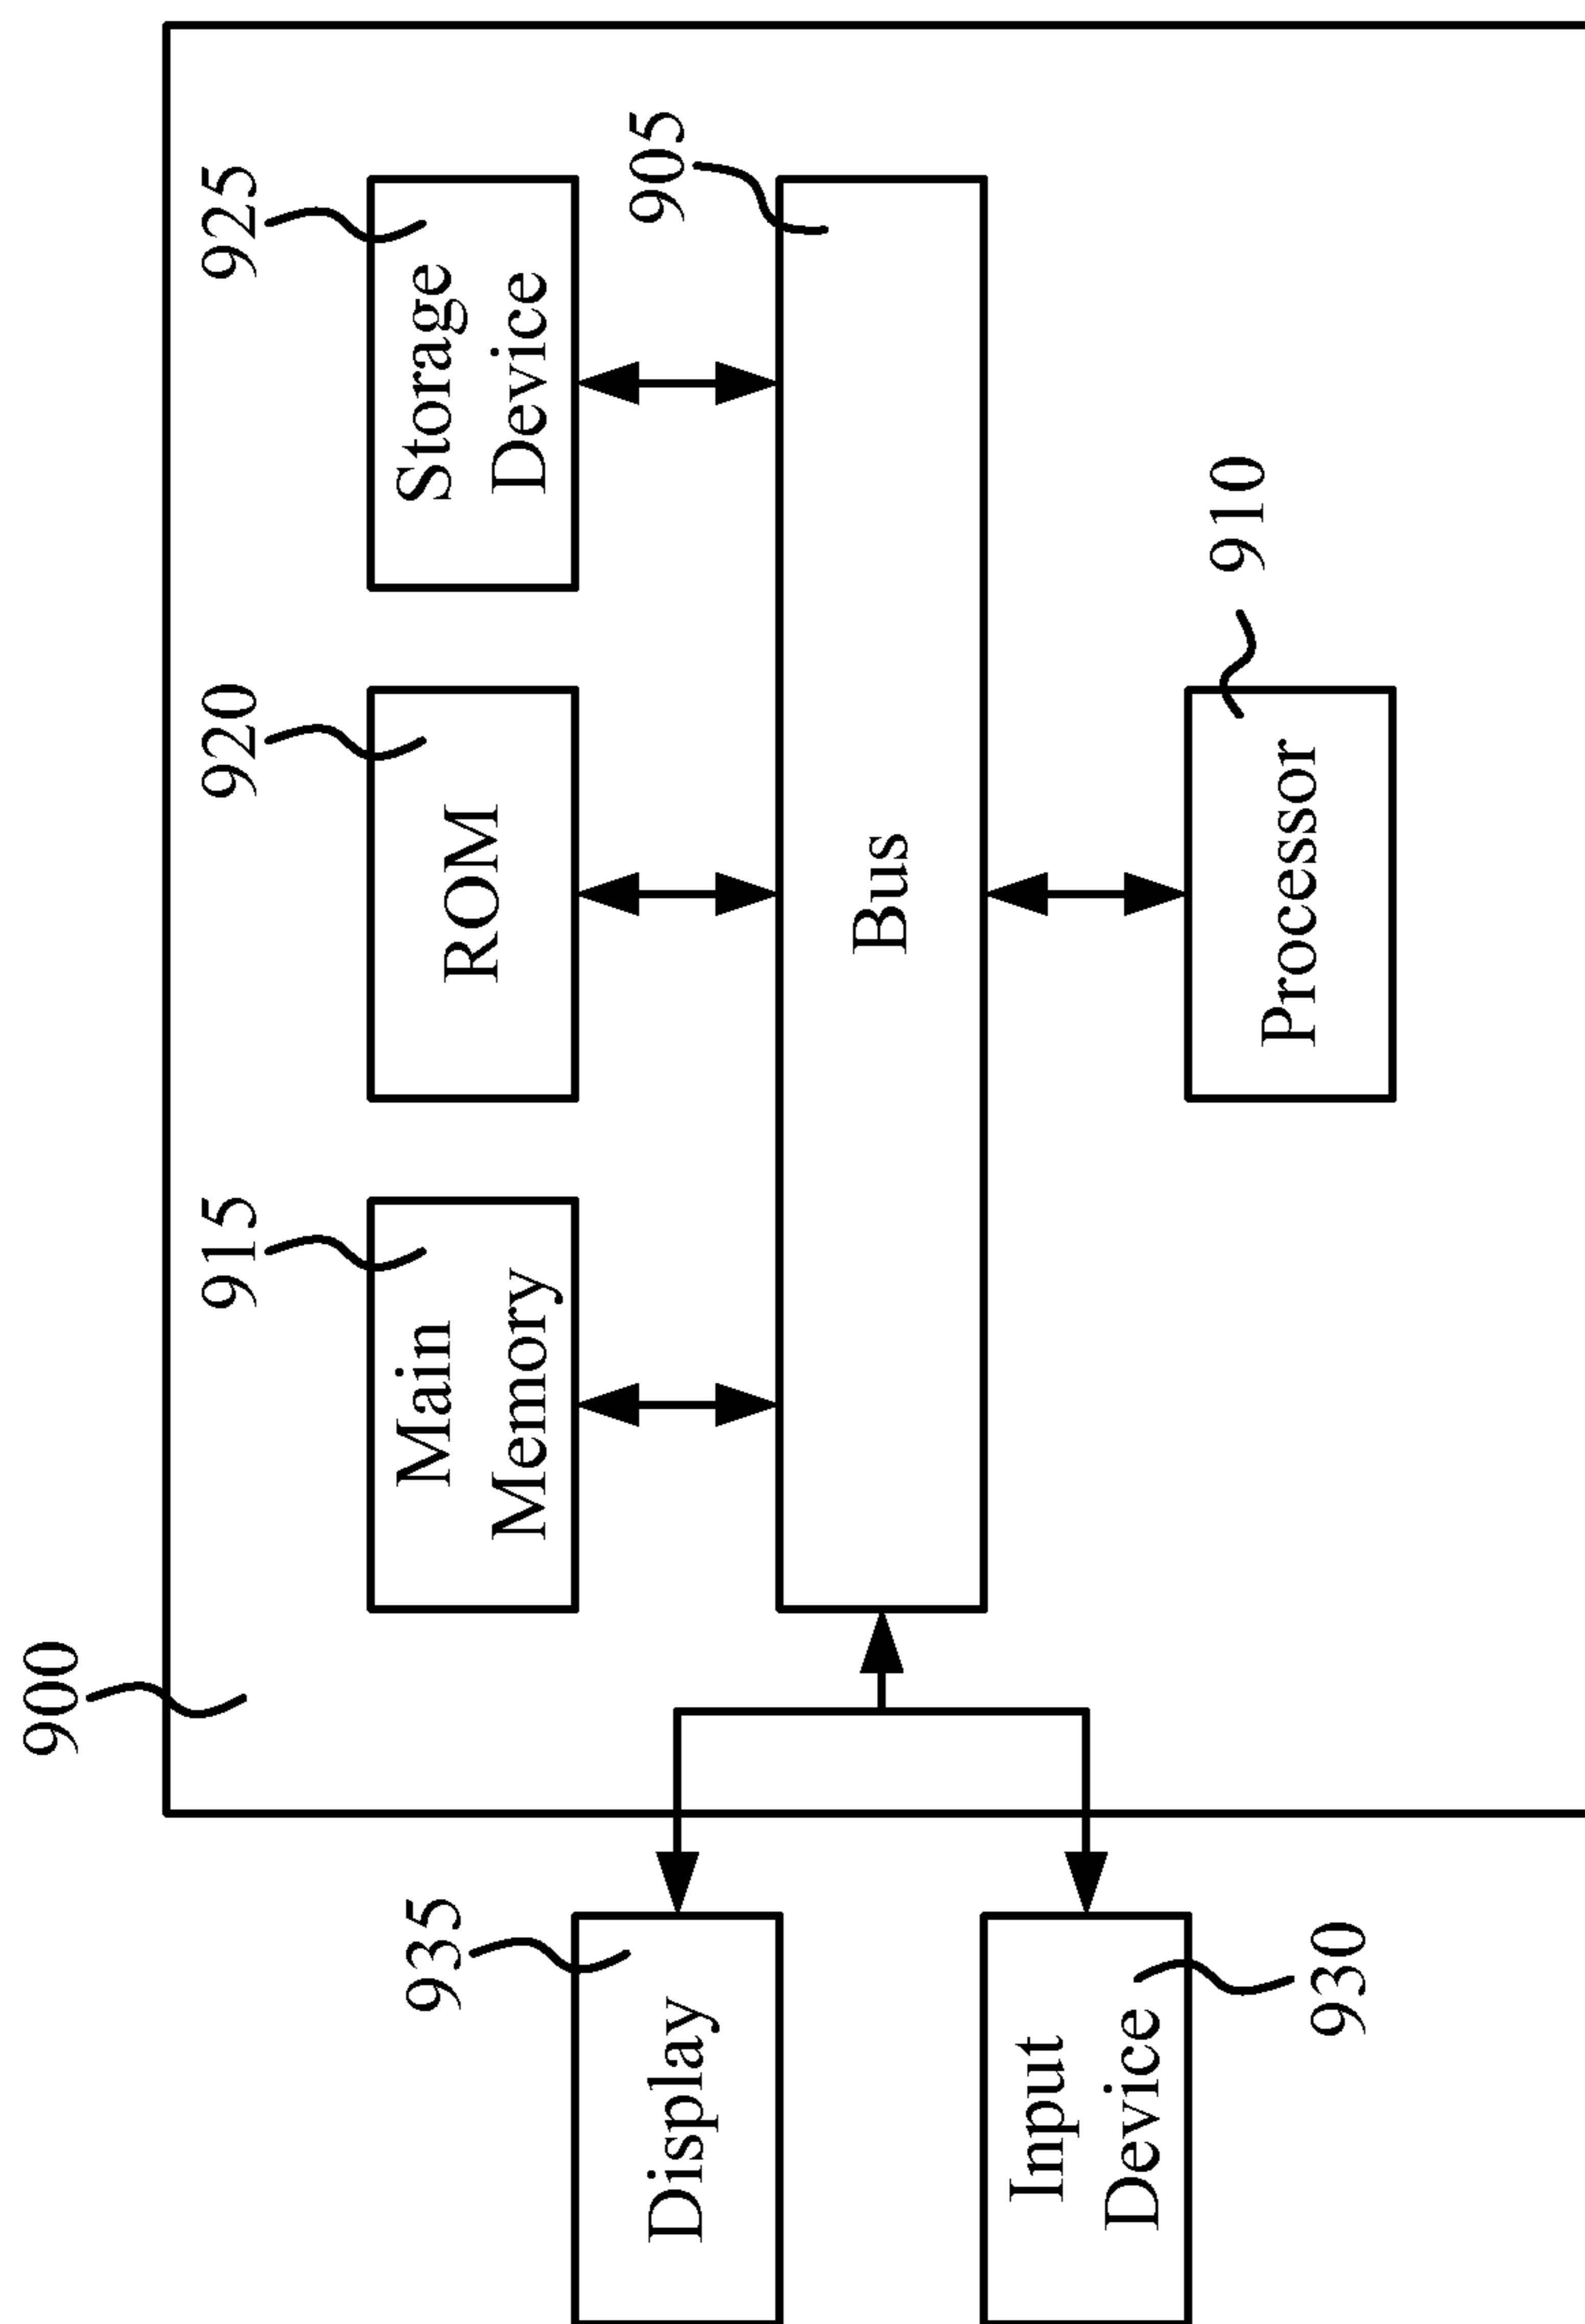 900
915
920
925
Main
Memory
ROM
Storage
Device
905
935
Display
Bus
910
Input
Device
930
Processor